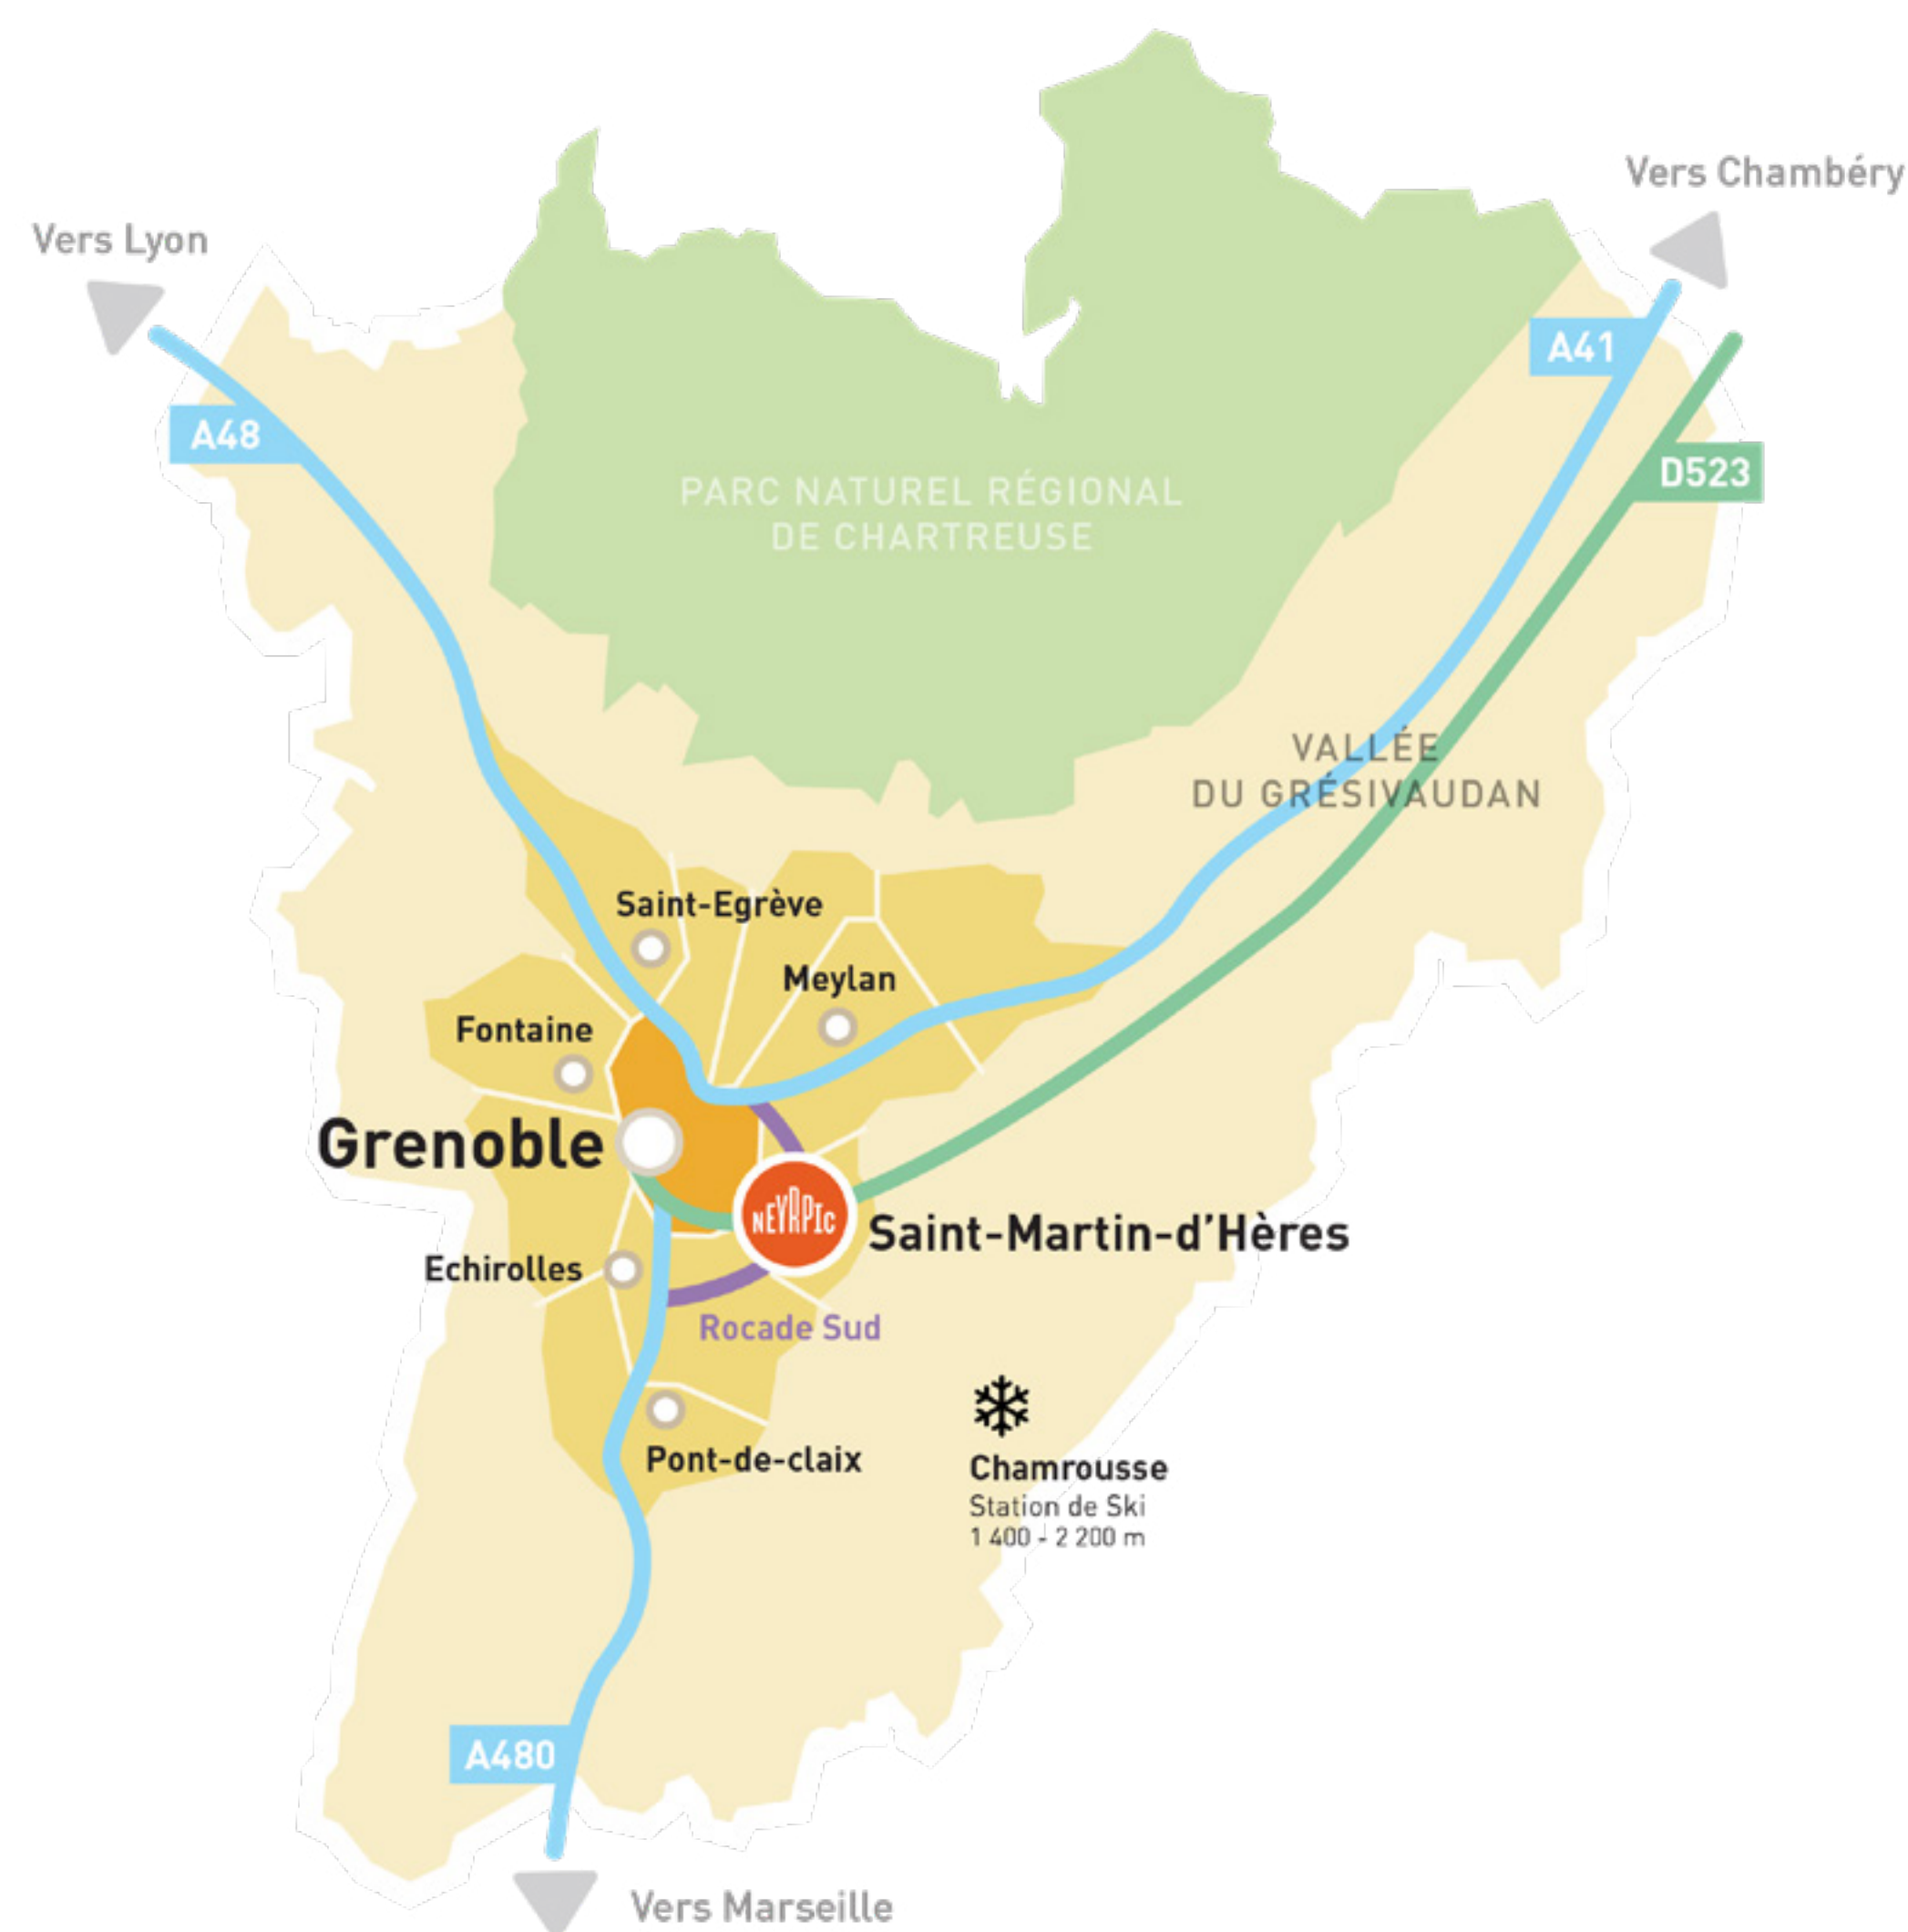 Vers Chambéry
Vers Lyon
A41
A48
D523
PARC NATUREL RÉGIONAL
DE CHARTREUSE
VALLÉE
DU GRÉSIVAUDAN
Saint-Egrève
Meylan
Fontaine
Grenoble
NEYRPIC
Saint-Martin-d'Hères
Echirolles
Rocade Sud
Pont-de-claix
Chamrousse
Station de Ski
1 400 - 2 200 m
A480
Vers Marseille